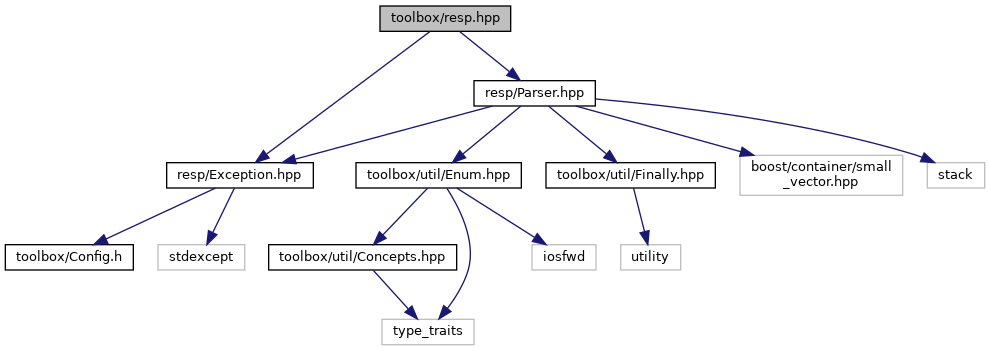 toolbox/resp.hpp
resp/Parser.hpp
resp/Exception.hpp
toolbox/util/Enum.hpp
toolbox/util/Finally.hpp
boost/container/small
_vector.hpp
stack
toolbox/Config.h
stdexcept
toolbox/util/Concepts.hpp
iosfwd
utility
type_traits